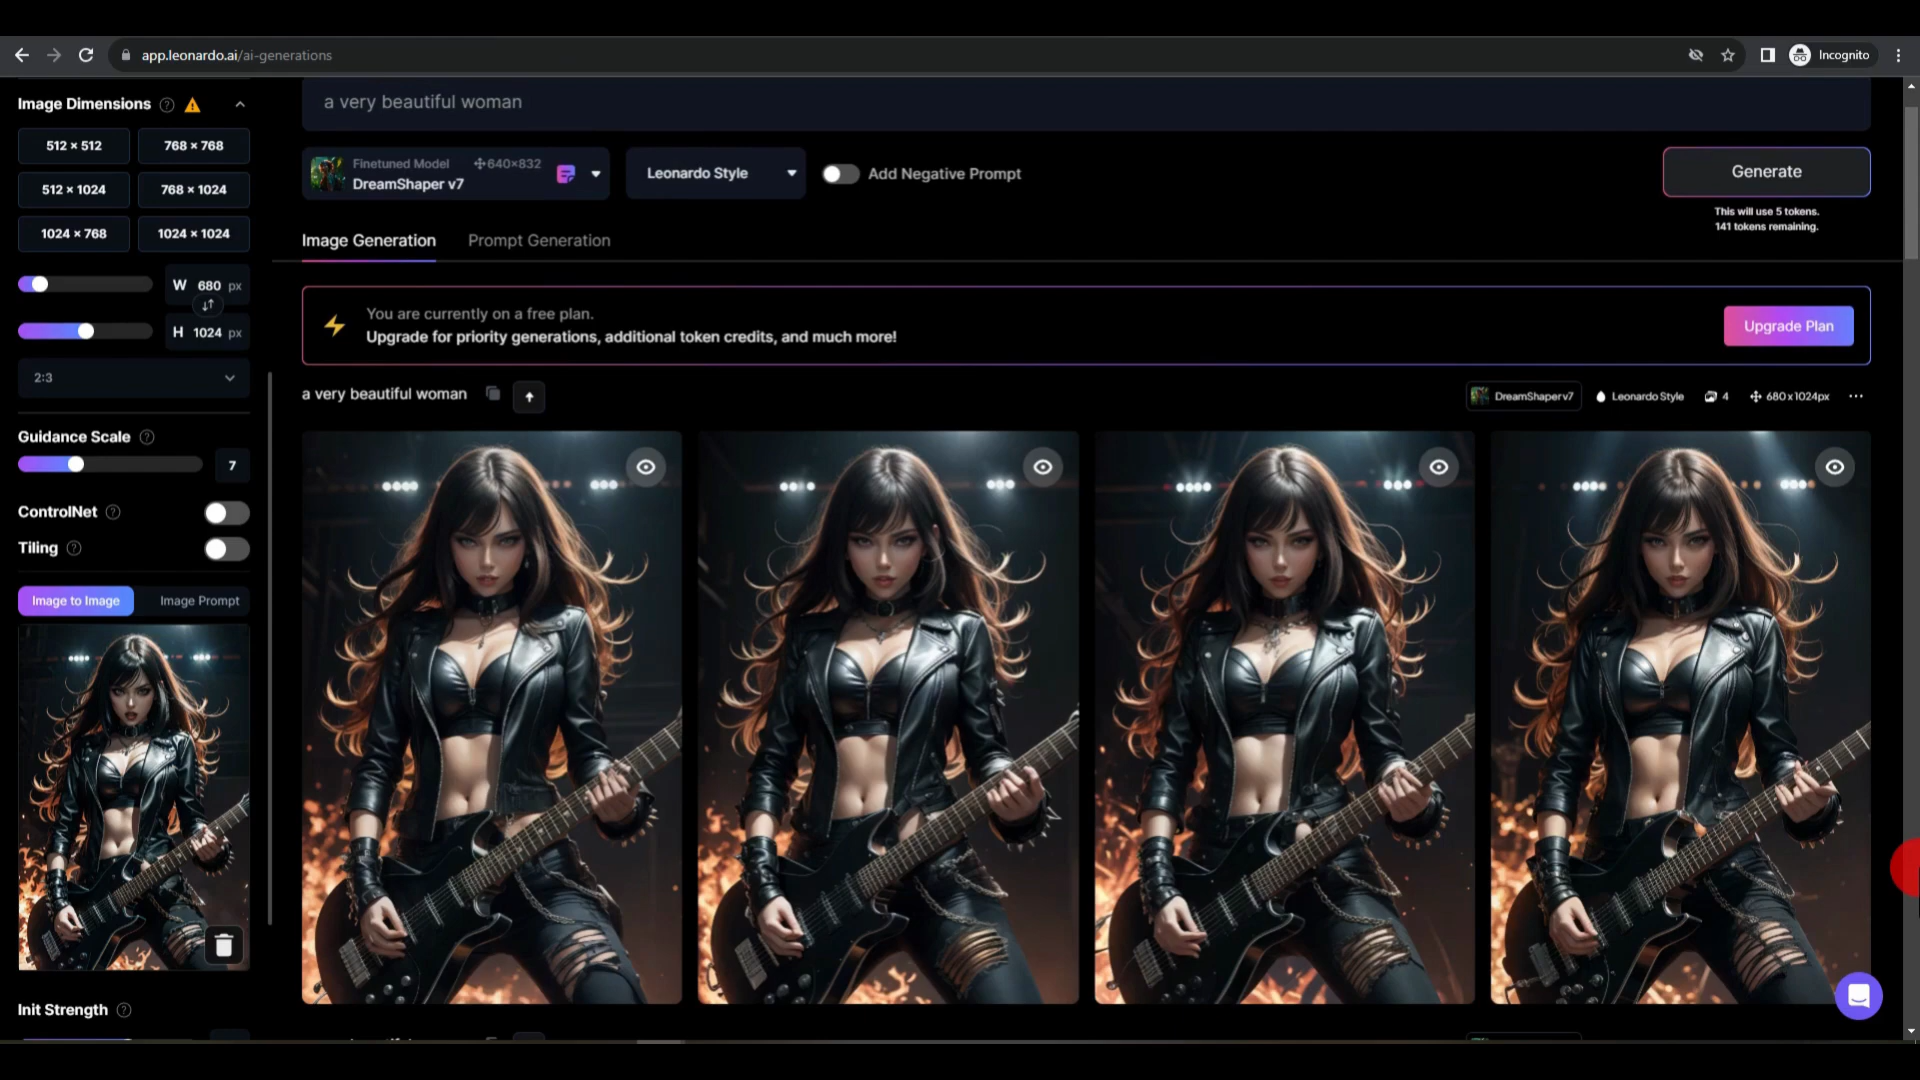 app.leonardo.ai/ai-generations
Incognito
Image Dimensions
512 × 512
768 × 768
512 × 1024
768 × 1024
1024 × 768
1024 × 1024
W 680 px
H 1024 px
2:3
Guidance Scale
7
ControlNet
Tiling
Image to Image
Image Prompt
Init Strength
a very beautiful woman
Finetuned Model
640×832
DreamShaper v7
Leonardo Style
Add Negative Prompt
Generate
This will use 5 tokens.
141 tokens remaining.
Image Generation
Prompt Generation
You are currently on a free plan.
Upgrade for priority generations, additional token credits, and much more!
Upgrade Plan
a very beautiful woman
DreamShaper v7
Leonardo Style
4
680 x 1024px